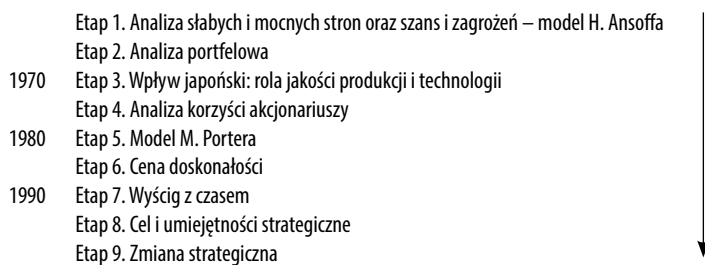 Etap 1. Analiza słabych i mocnych stron oraz szans i zagrożeń – model H. Ansoffa
Etap 2. Analiza portfelowa
1970 Etap 3. Wpływ japoński: rola jakości produkcji i technologii
Etap 4. Analiza korzyści akcjonariuszy
1980 Etap 5. Model M. Portera
Etap 6. Cena doskonałości
1990 Etap 7. Wyścig z czasem
Etap 8. Cel i umiejętności strategiczne
Etap 9. Zmiana strategiczna